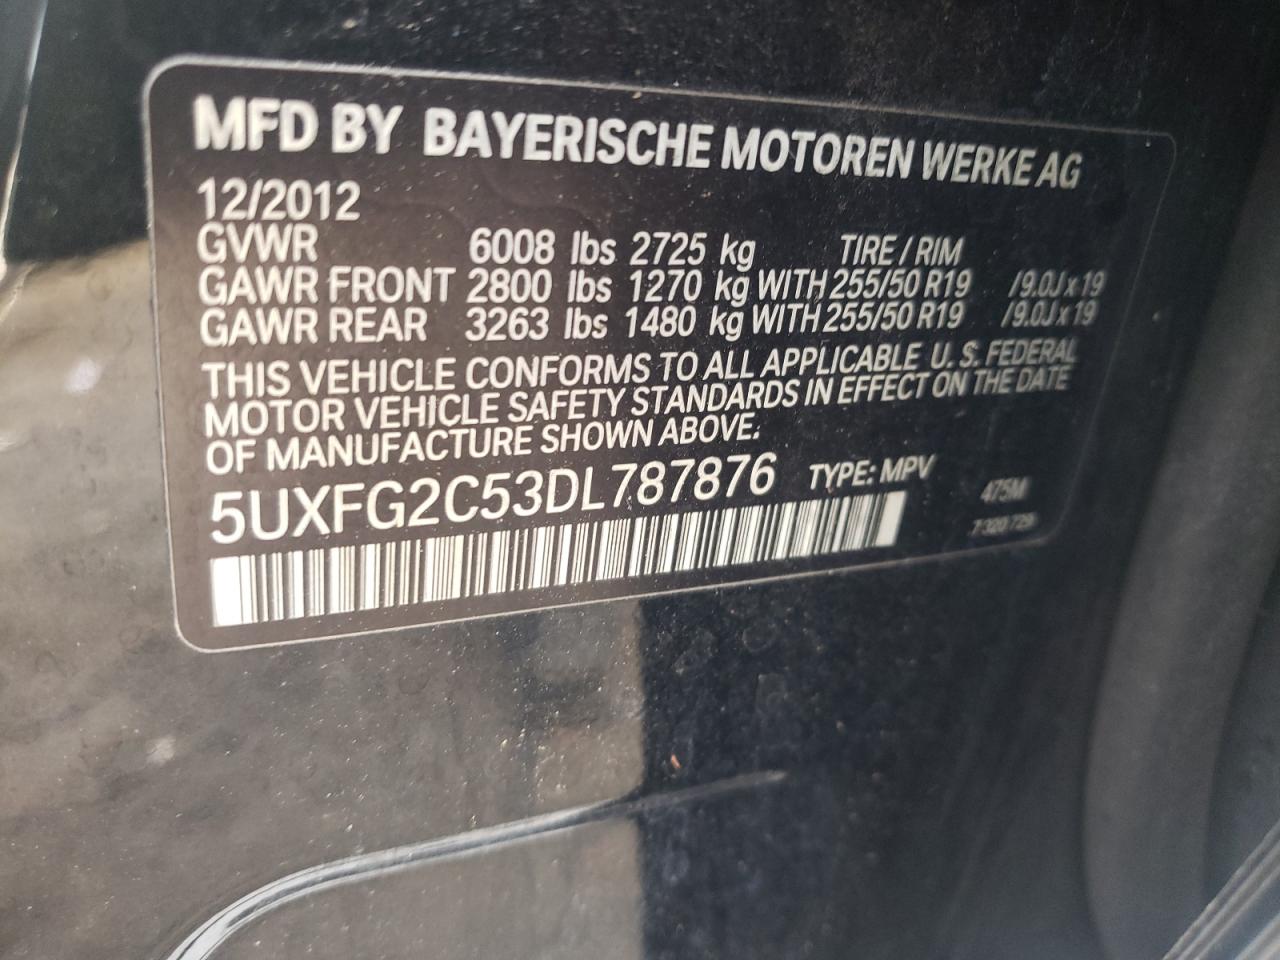 MFD BY BAYERISCHE MOTOREN WERKE AG
12/2012
GVWR 6008 lbs 2725 kg TIRE / RIM
GAWR FRONT 2800 lbs 1270 kg WITH 255/50 R19 /9.0J x 19
GAWR REAR 3263 lbs 1480 kg WITH 255/50 R19 /9.0J x 19
THIS VEHICLE CONFORMS TO ALL APPLICABLE U. S. FEDERAL
MOTOR VEHICLE SAFETY STANDARDS IN EFFECT ON THE DATE
OF MANUFACTURE SHOWN ABOVE:
5UXFG2C53DL787876 TYPE: MPV 475M
7 320 729